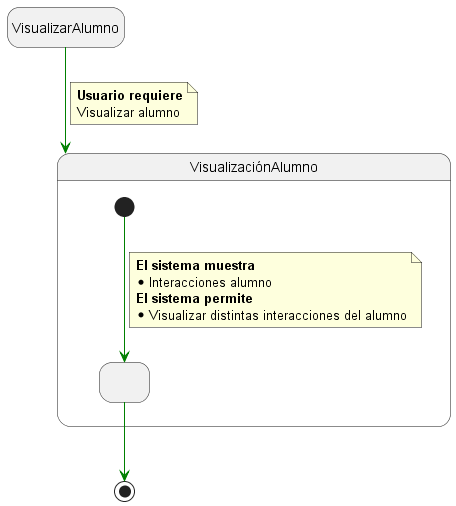 VisualizarAlumno
Usuario requiere
Visualizar alumno
VisualizaciónAlumno
El sistema muestra
• Interacciones alumno
El sistema permite
• Visualizar distintas interacciones del alumno